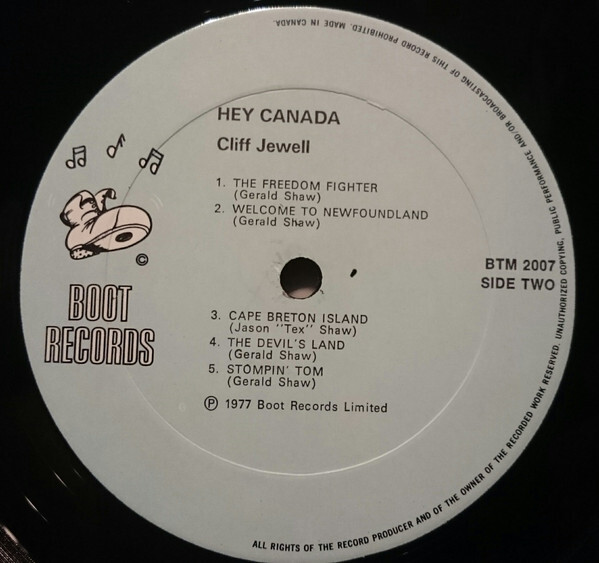 HEY CANADA
Cliff Jewell
1. THE FREEDOM FIGHTER
(Gerald Shaw)
2. WELCOME TO NEWFOUNDLAND
(Gerald Shaw)
©
BOOT
RECORDS
BTM 2007
SIDE TWO
3. CAPE BRETON ISLAND
(Jason "Tex" Shaw)
4. THE DEVIL'S LAND
(Gerald Shaw)
5. STOMPIN' TOM
(Gerald Shaw)
℗ 1977 Boot Records Limited
ALL RIGHTS OF THE RECORD PRODUCER AND OF THE OWNER OF THE RECORDED WORK RESERVED. UNAUTHORIZED COPYING, PUBLIC PERFORMANCE AND/OR BROADCASTING OF THIS RECORD PROHIBITED. MADE IN CANADA.